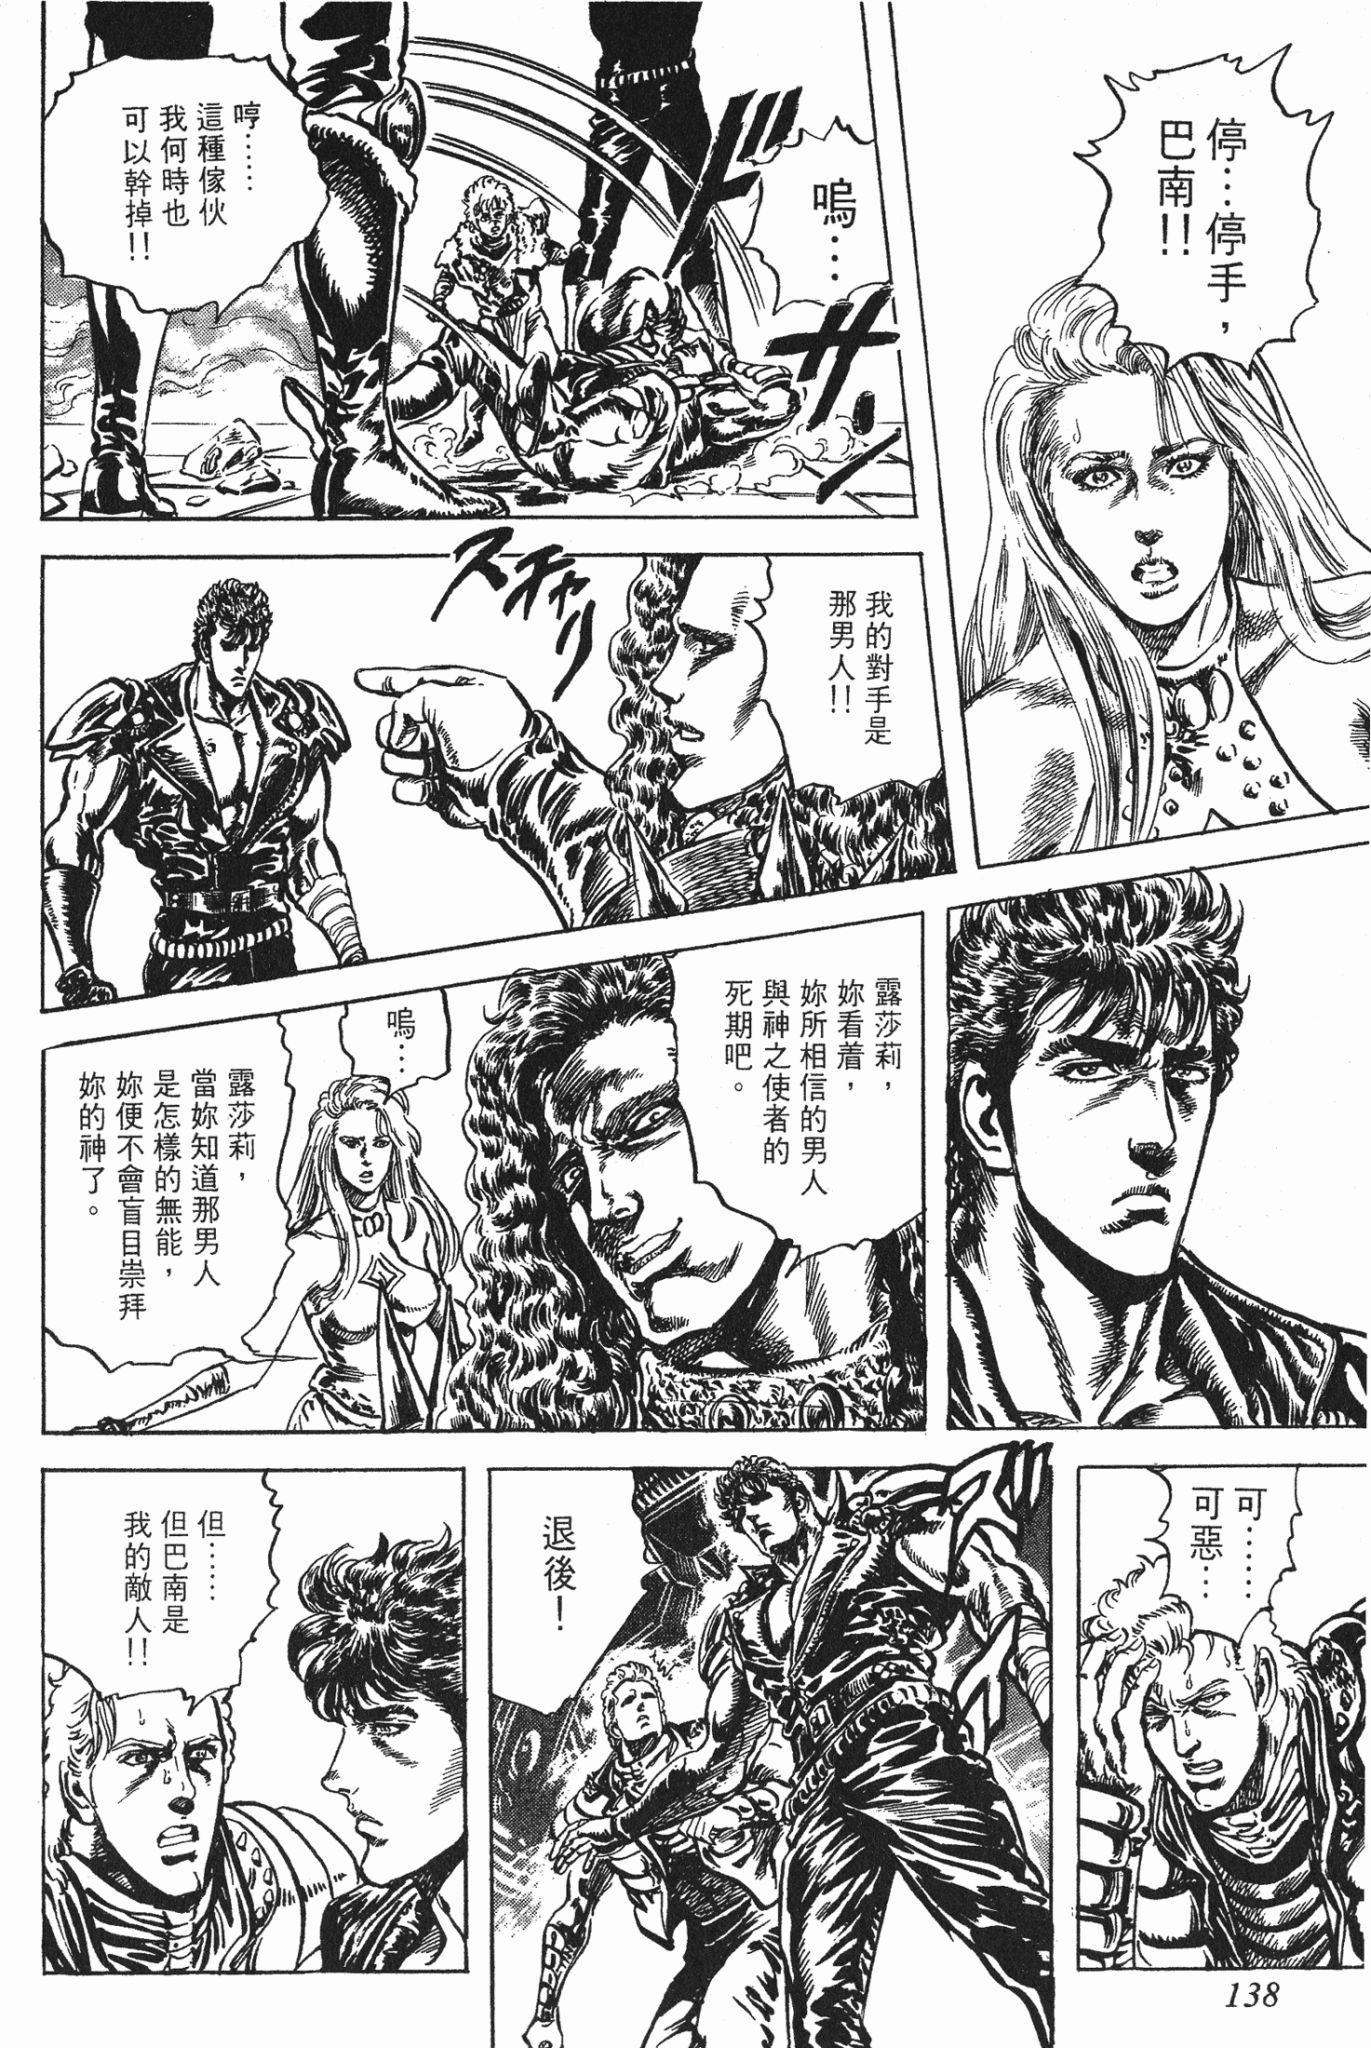 停…停手，
巴南!!
嗚…
ドザッ
哼……
這種傢伙
我何時也
可以幹掉!!
我的對手是
那男人!!
スチャリ
露莎莉，
妳看着，
妳所相信的男人
與神之使者的
死期吧。
嗚…
露莎莉，
當妳知道那男人
是怎樣的無能，
妳便不會盲目崇拜
妳的神了。
可……
可惡…
退後！
但……
但巴南是
我的敵人!!
138